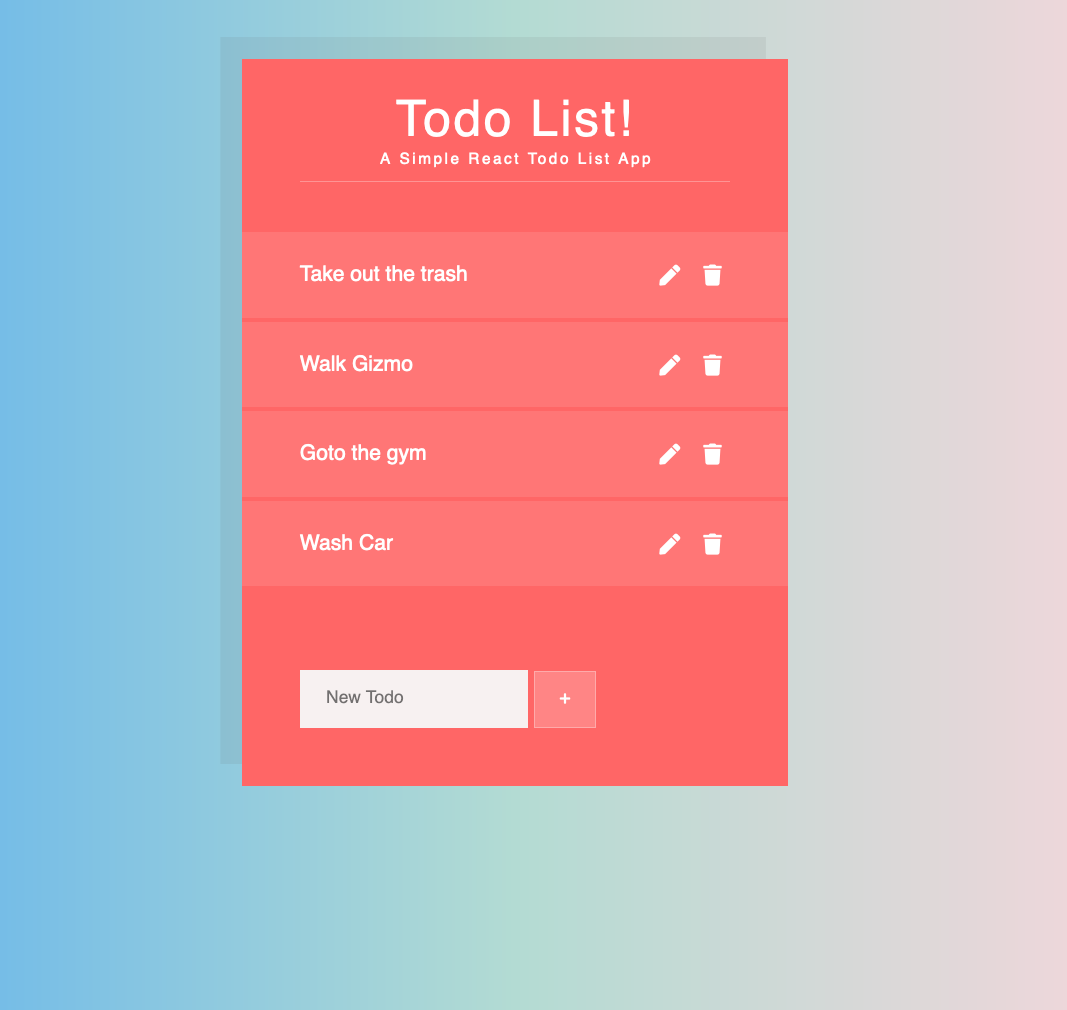 Todo List!
A Simple React Todo List App
Take out the trash
Walk Gizmo
Goto the gym
Wash Car
New Todo
+